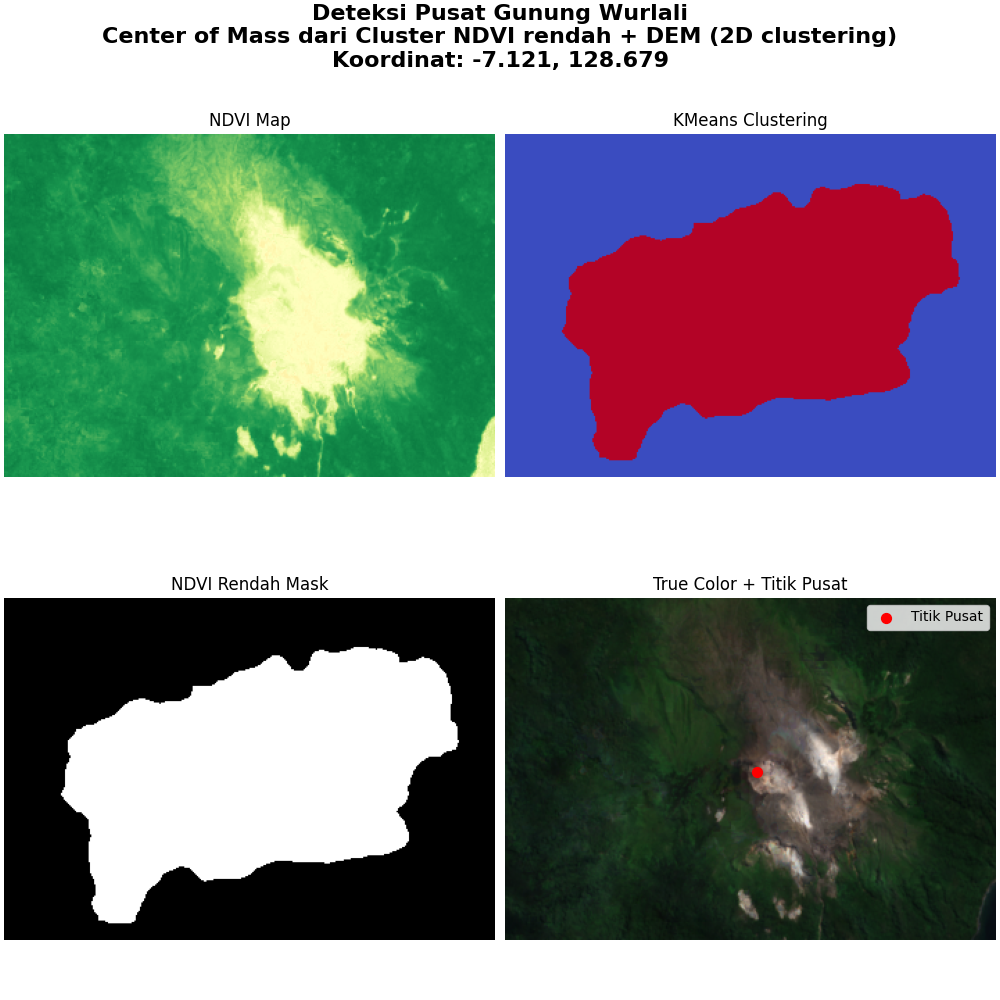 Deteksi Pusat Gunung Wurlali
Center of Mass dari Cluster NDVI rendah + DEM (2D clustering)
Koordinat: -7.121, 128.679
NDVI Map
KMeans Clustering
NDVI Rendah Mask
True Color + Titik Pusat
Titik Pusat